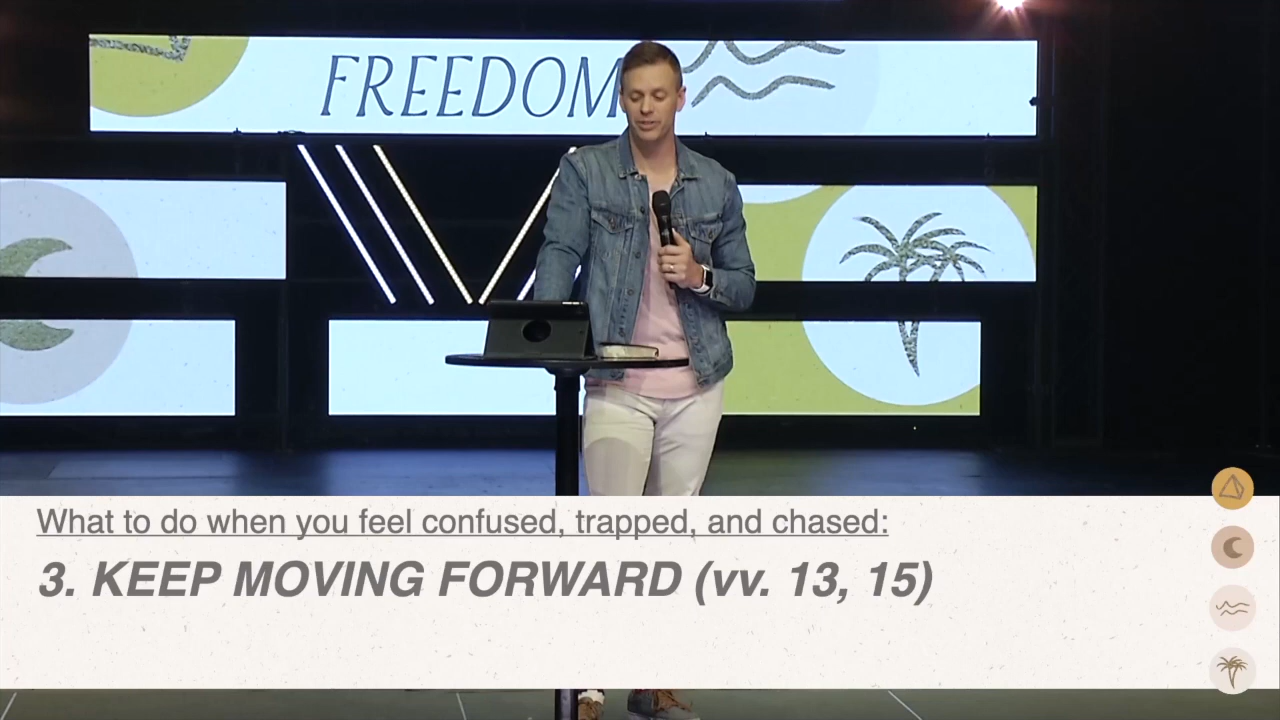 FREEDOM
What to do when you feel confused, trapped, and chased:
3. KEEP MOVING FORWARD (vv. 13, 15)